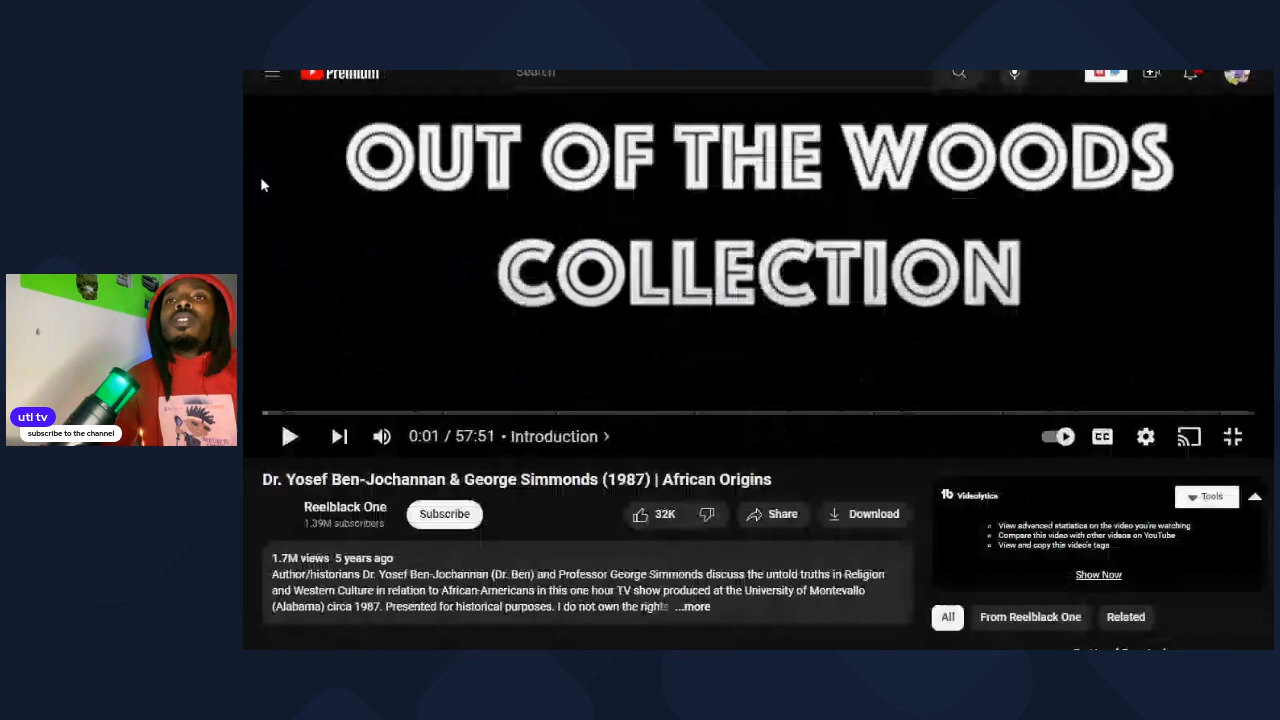 Premium
Search
OUT OF THE WOODS
COLLECTION
utl tv
subscribe to the channel
0:01 / 57:51 • Introduction
CC
Dr. Yosef Ben-Jochannan & George Simmonds (1987) | African Origins
Reelblack One
1.39M subscribers
Subscribe
32K
Share
Download
1.7M views 5 years ago
Author/historians Dr. Yosef Ben-Jochannan (Dr. Ben) and Professor George Simmonds discuss the untold truths in Religion
and Western Culture in relation to African-Americans in this one hour TV show produced at the University of Montevallo
(Alabama) circa 1987. Presented for historical purposes. I do not own the rights ...more
Videolytics
Tools
View advanced statistics on the video you're watching
Compare this video with other videos on YouTube
View and copy this video's tags
Show Now
All
From Reelblack One
Related